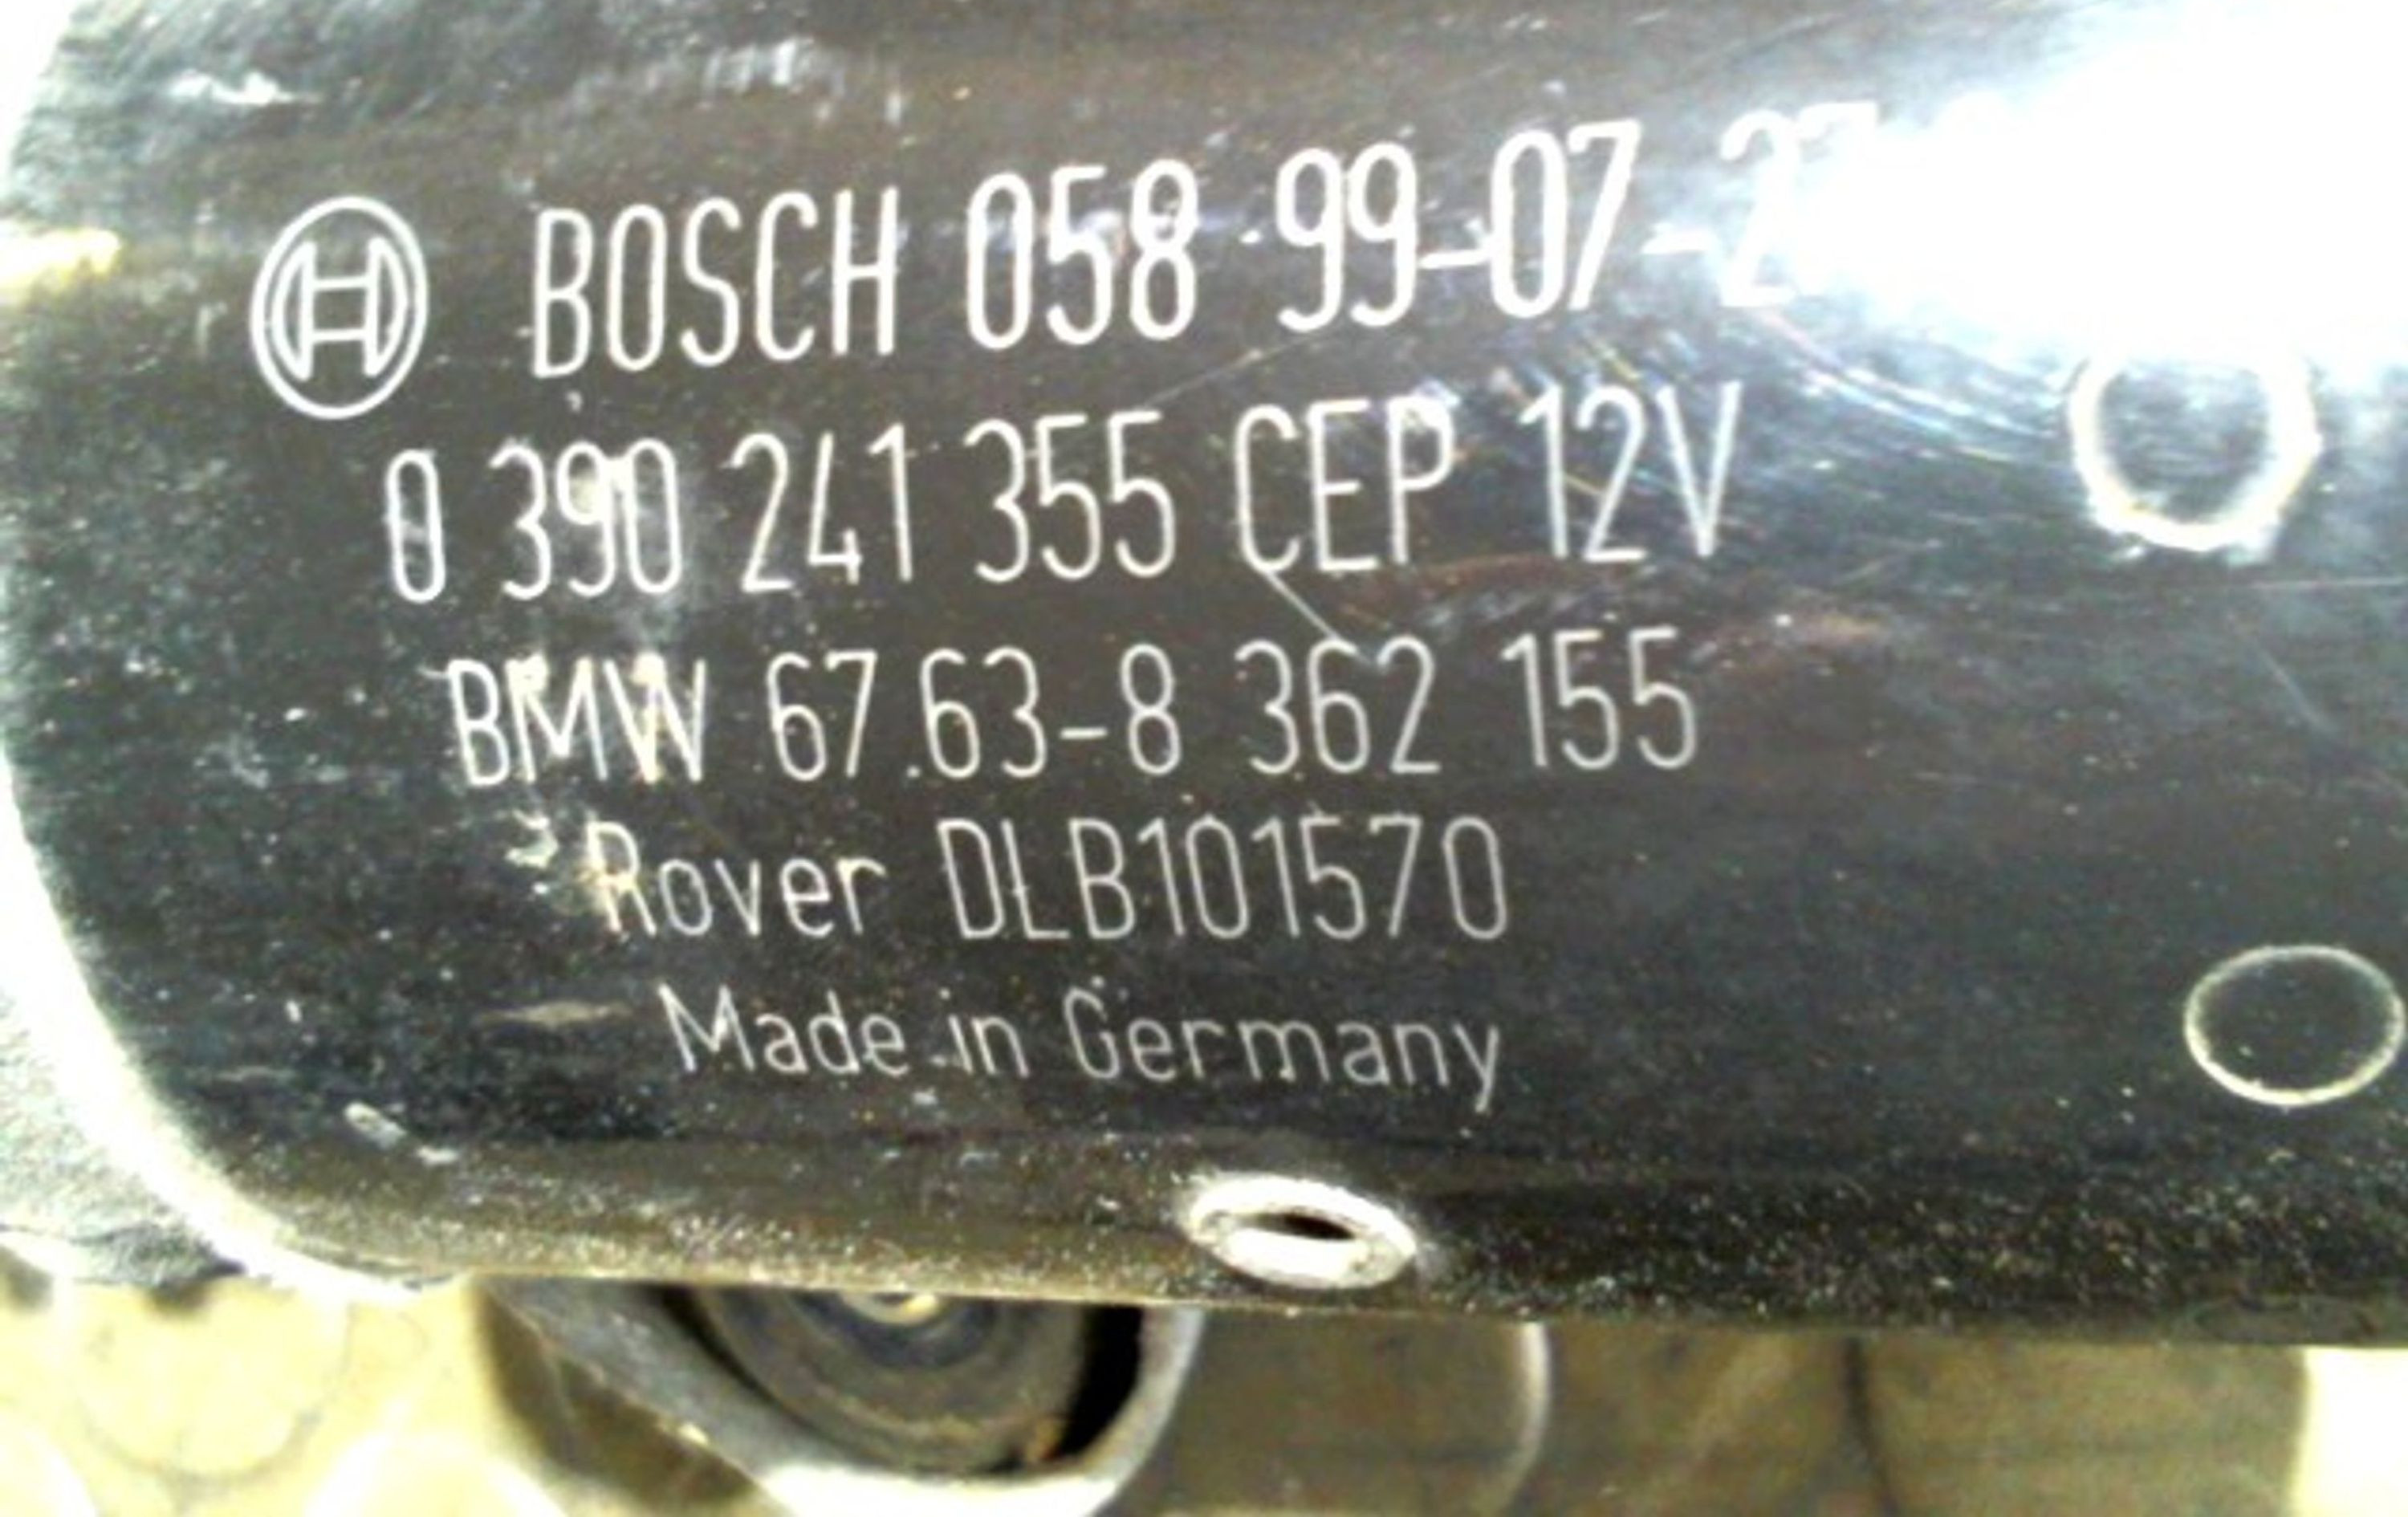 BOSCH 058 99-07-27
0 390 241 355 CEP 12V
BMW 67.63-8 362 155
Rover DLB101570
Made in Germany